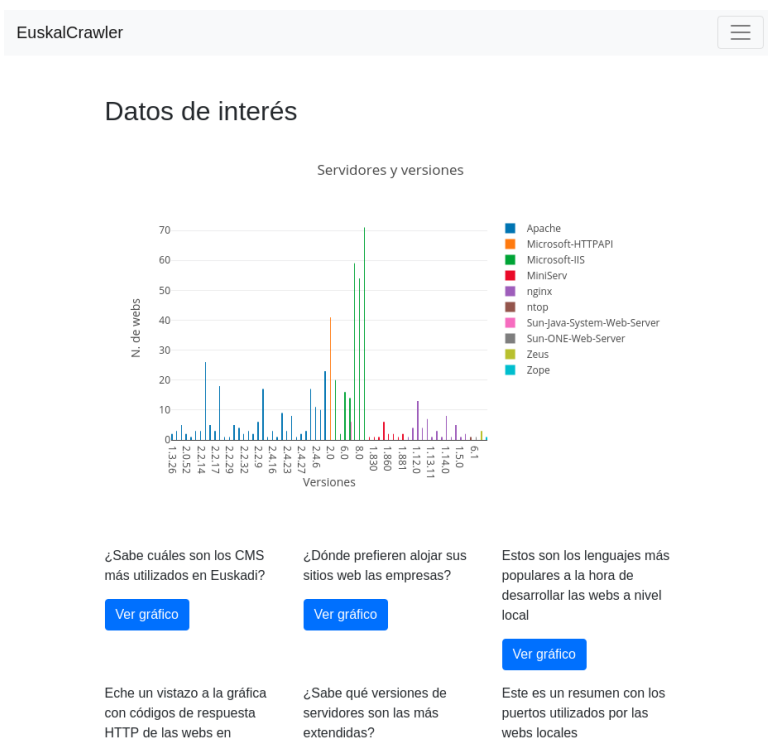 EuskalCrawler
Datos de interés
Servidores y versiones
70
60
50
40
30
20
10
0
N. de webs
1.3.26
2.0.52
2.2.14
2.2.17
2.2.29
2.2.32
2.2.9
2.4.16
2.4.23
2.4.27
2.4.6
2.0
6.0
8.0
1.830
1.860
1.881
1.12.0
1.13.11
1.14.0
1.5.0
6.1
Versiones
Apache
Microsoft-HTTPAPI
Microsoft-IIS
MiniServ
nginx
ntop
Sun-Java-System-Web-Server
Sun-ONE-Web-Server
Zeus
Zope
¿Sabe cuáles son los CMS
más utilizados en Euskadi?
Ver gráfico
¿Dónde prefieren alojar sus
sitios web las empresas?
Ver gráfico
Estos son los lenguajes más
populares a la hora de
desarrollar las webs a nivel
local
Ver gráfico
Eche un vistazo a la gráfica
con códigos de respuesta
HTTP de las webs en
¿Sabe qué versiones de
servidores son las más
extendidas?
Este es un resumen con los
puertos utilizados por las
webs locales